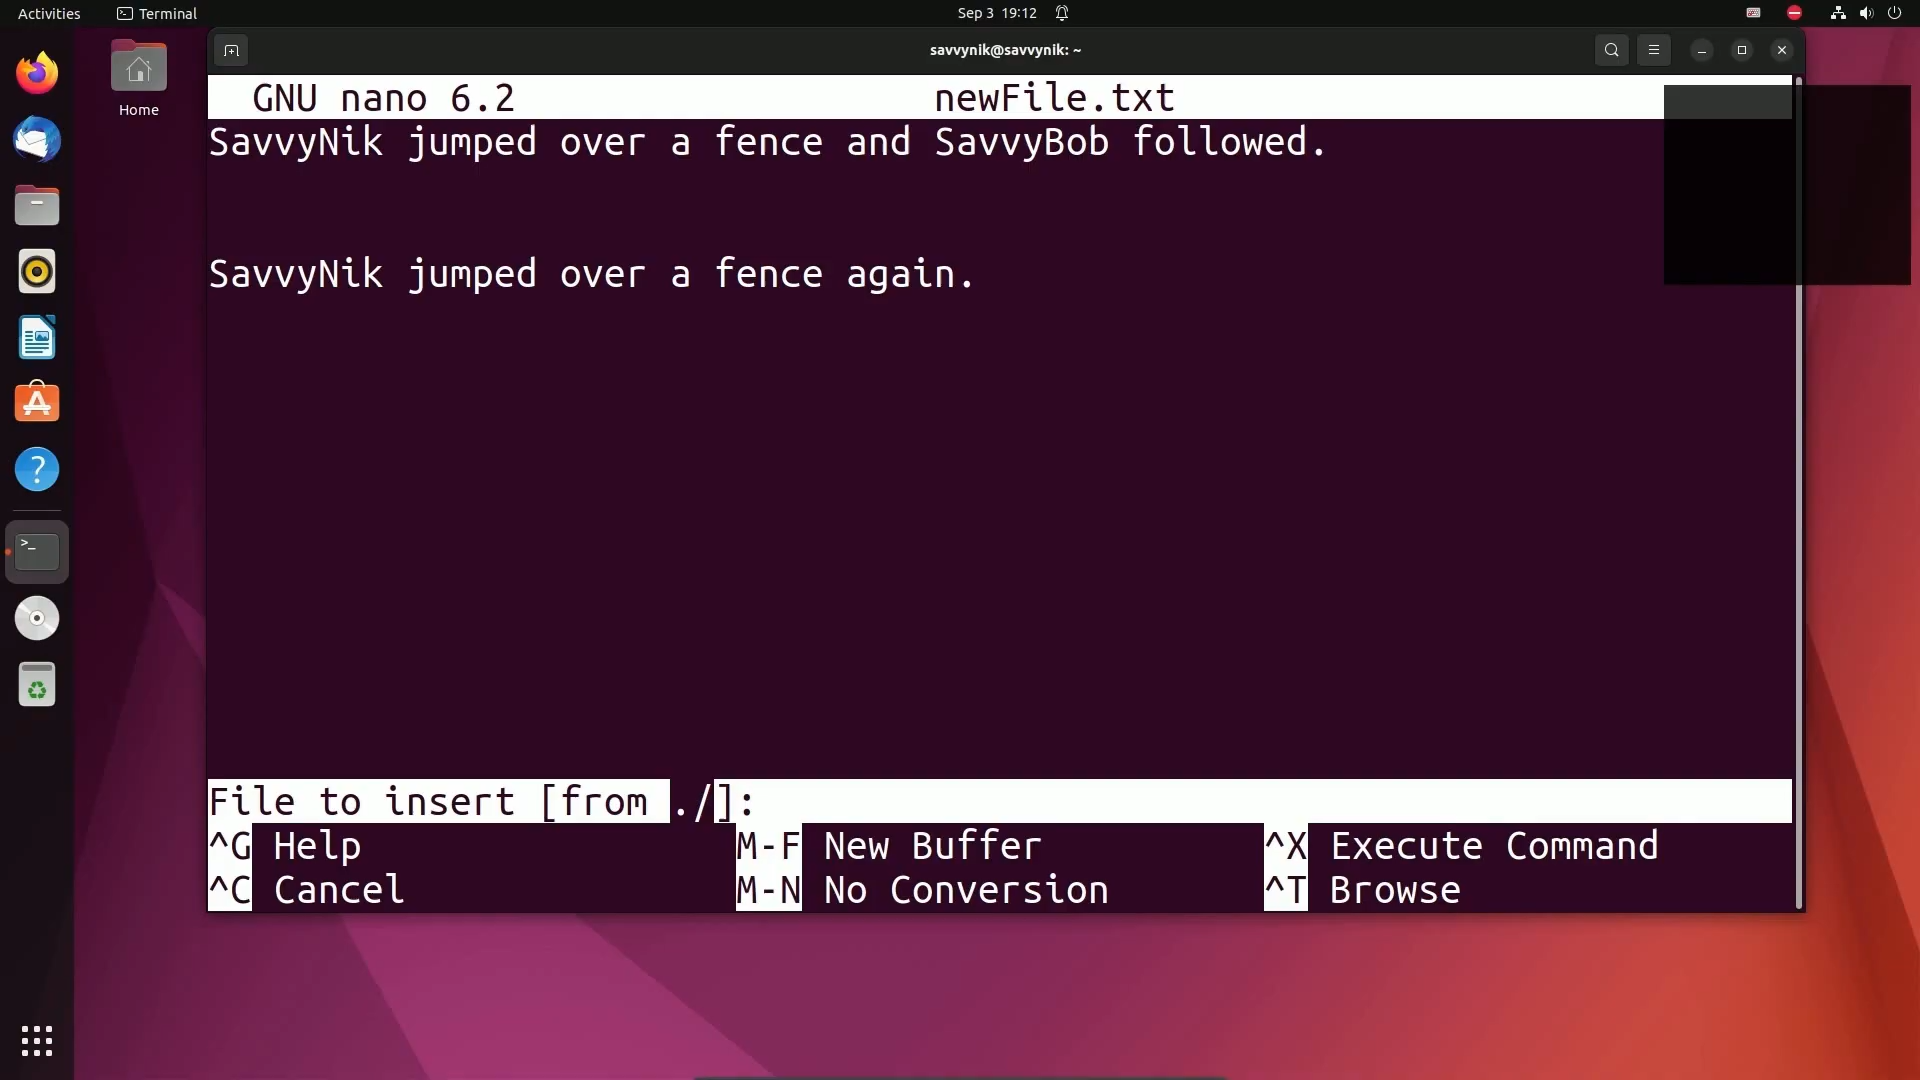 Activities Terminal Sep 3 19:12
savvynik@savvynik: ~
Home
GNU nano 6.2 newFile.txt
SavvyNik jumped over a fence and SavvyBob followed.
SavvyNik jumped over a fence again.
File to insert [from ./]:
^G Help M-F New Buffer ^X Execute Command
^C Cancel M-N No Conversion ^T Browse